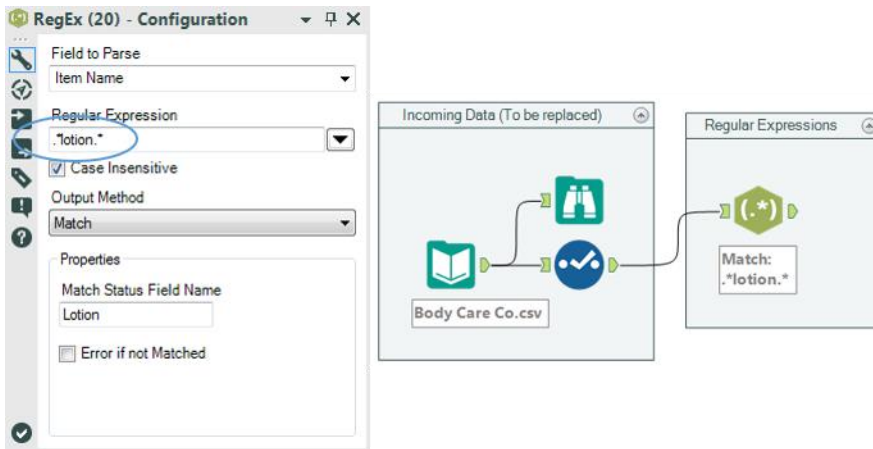 RegEx (20) - Configuration
Field to Parse
Item Name
Regular Expression
.*lotion.*
Case Insensitive
Output Method
Match
Properties
Match Status Field Name
Lotion
Error if not Matched
Incoming Data (To be replaced)
Body Care Co.csv
Regular Expressions
(.*)
Match:
.*lotion.*